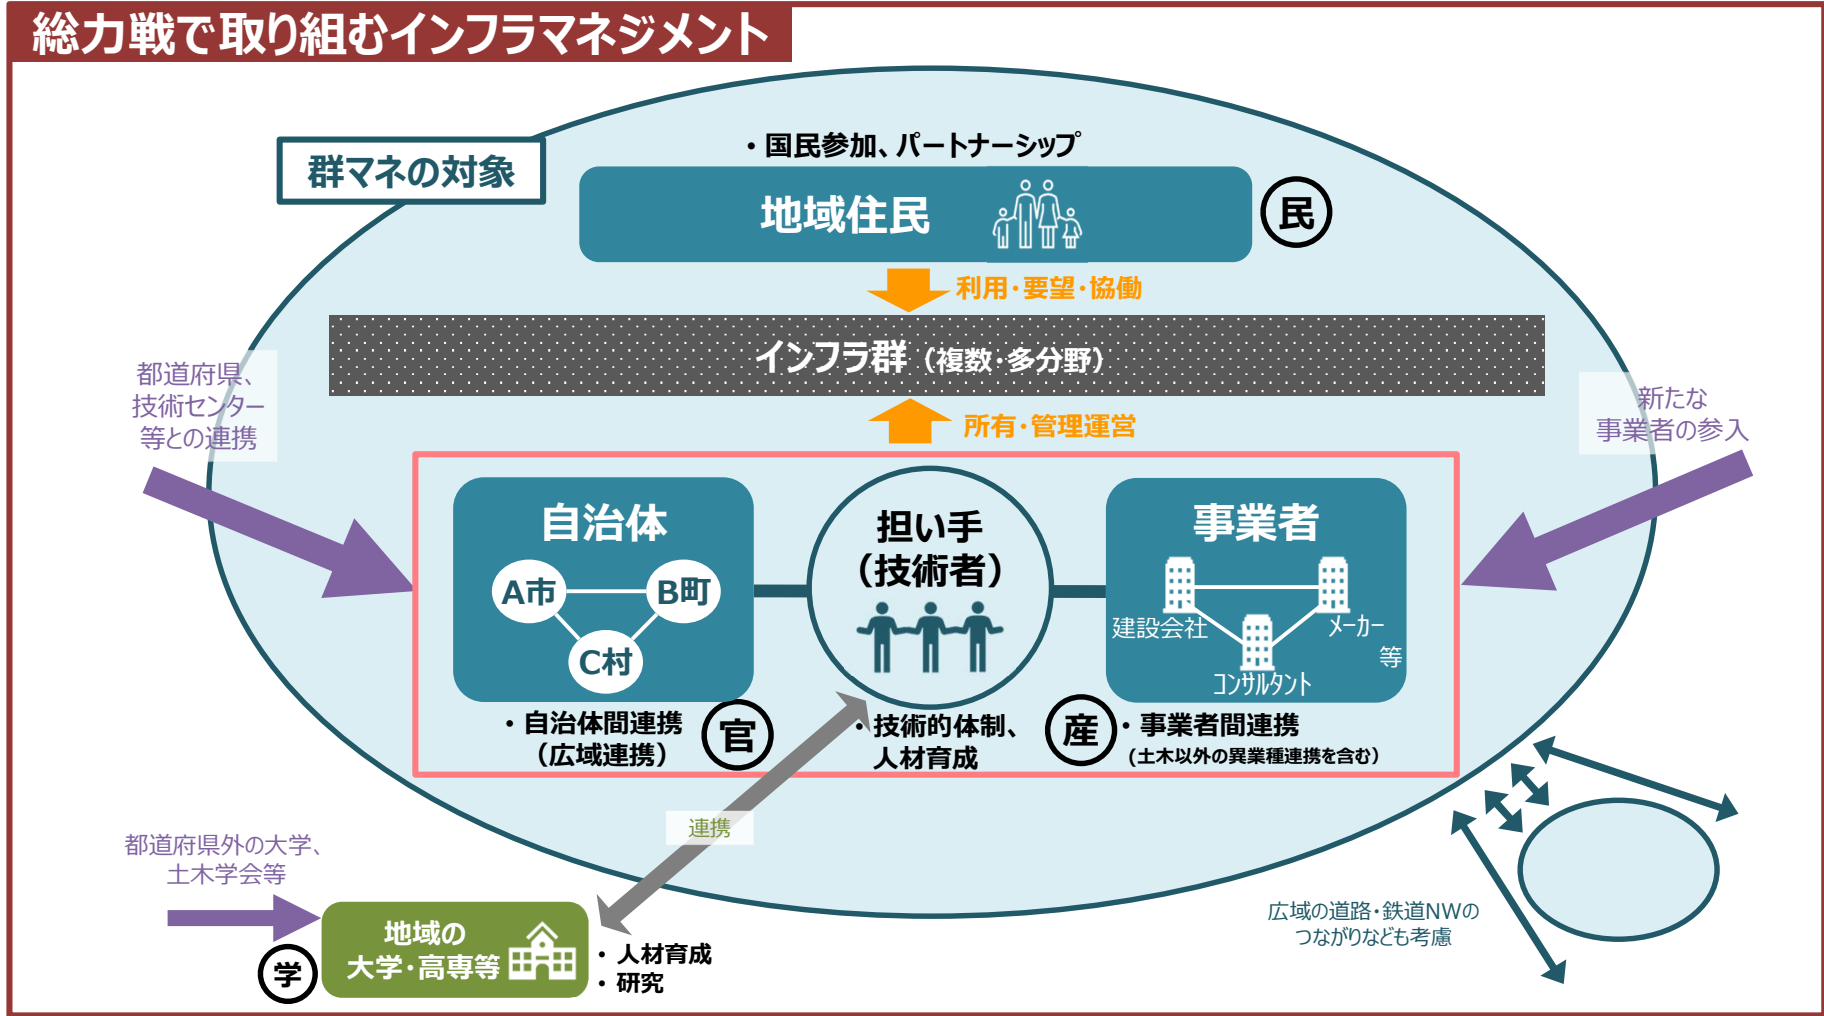 総力戦で取り組むインフラマネジメント
群マネの対象
・国民参加、パートナーシップ
地域住民
民
利用・要望・協働
インフラ群（複数・多分野）
所有・管理運営
都道府県、
技術センター
等との連携
新たな
事業者の参入
自治体
A市
B町
C村
担い手
（技術者）
事業者
建設会社
メーカー
等
コンサルタント
・自治体間連携
（広域連携）
官
・技術的体制、
人材育成
産
・事業者間連携
（土木以外の異業種連携を含む）
連携
都道府県外の大学、
土木学会等
地域の
大学・高専等
学
・人材育成
・研究
広域の道路・鉄道NWの
つながりなども考慮